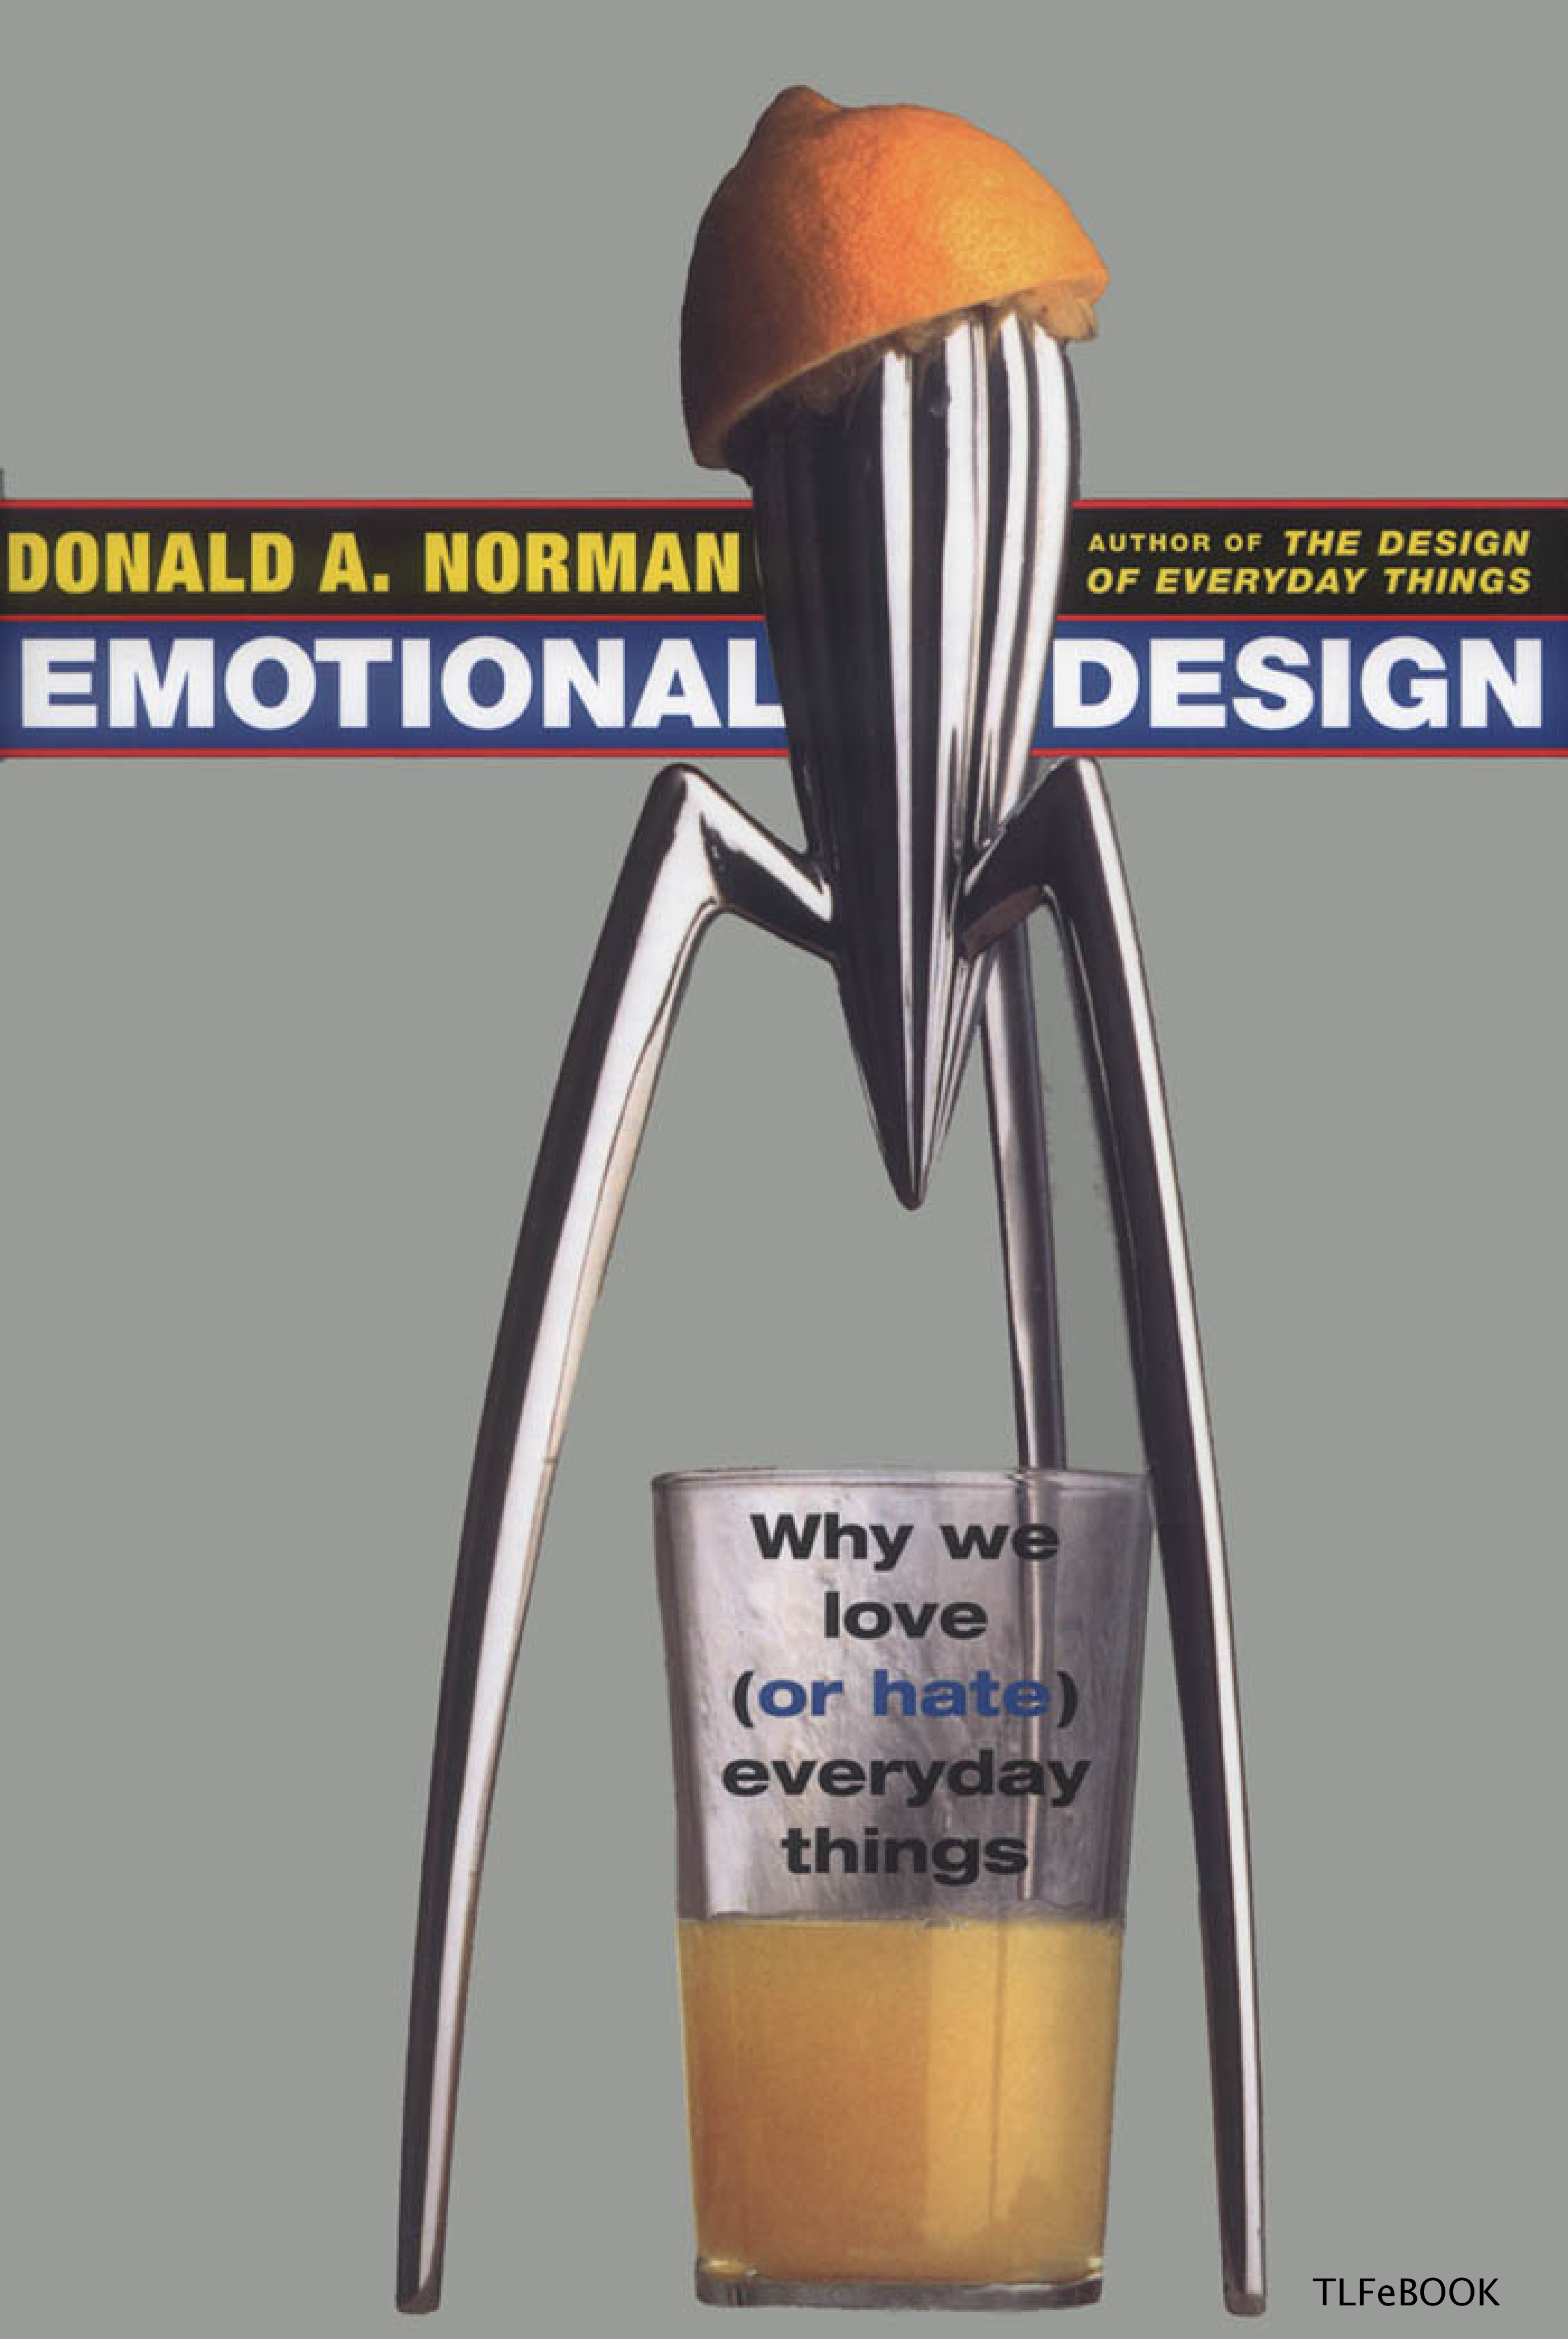 DONALD A. NORMAN
AUTHOR OF THE DESIGN
OF EVERYDAY THINGS
EMOTIONAL DESIGN
Why we
love
(or hate)
everyday
things
TLFeBOOK